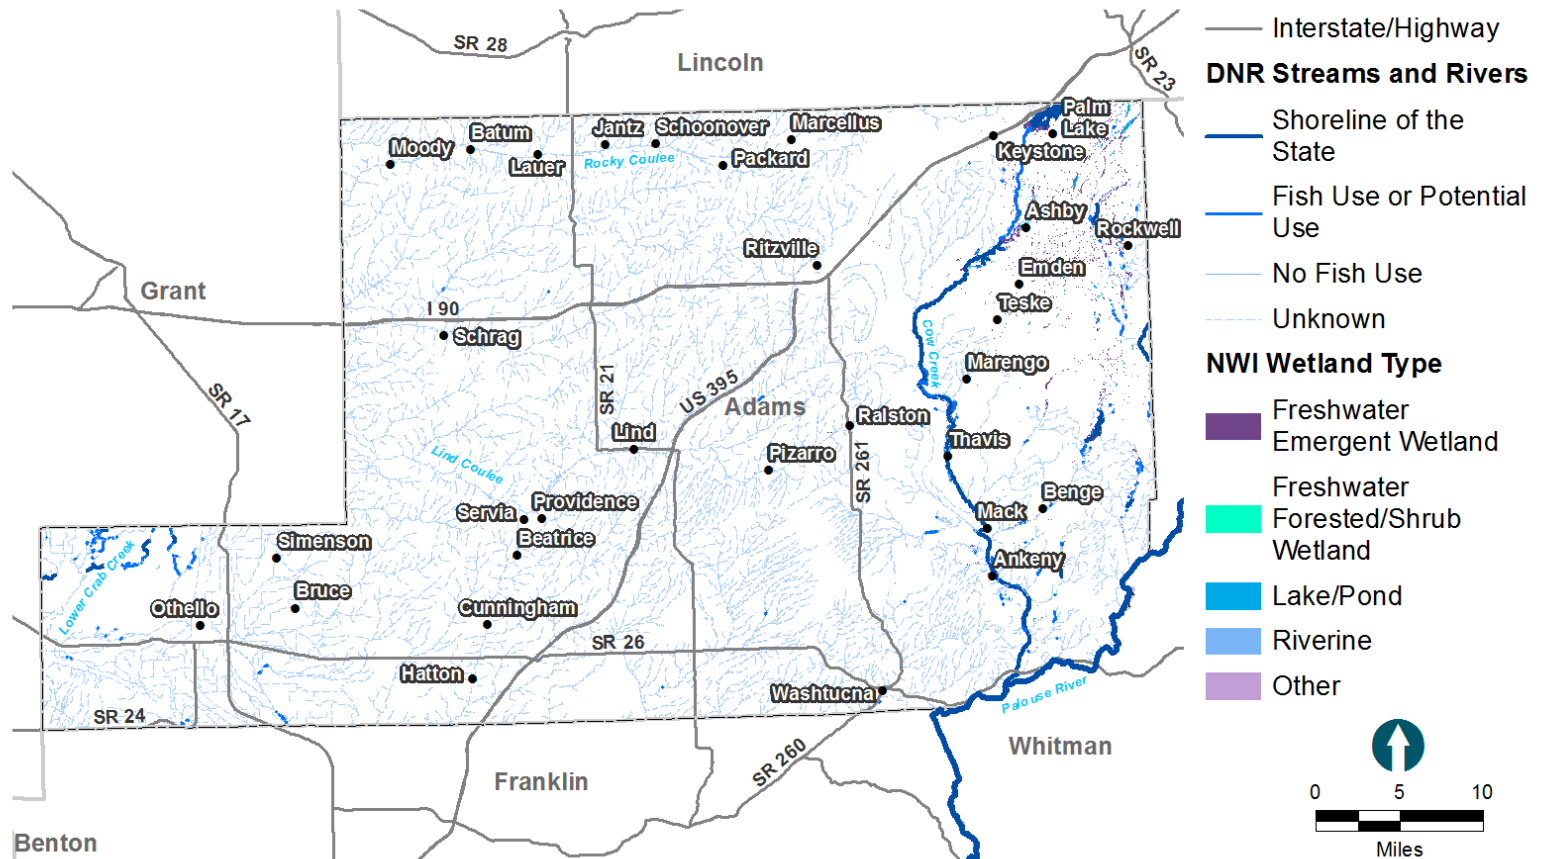 SR 28
Lincoln
SR 23
Palm
Lake
Keystone
Moody
Batum
Lauer
Jantz
Schoonover
Marcellus
Packard
Rocky Coulee
Ashby
Rockwell
Ritzville
Emden
Teske
Grant
I 90
Schrag
Cow Creek
Marengo
SR 17
SR 21
US 395
Adams
Ralston
Lind
Thavis
Pizarro
SR 261
Lind Coulee
Providence
Servia
Beatrice
Benge
Mack
Ankeny
Simenson
Lower Crab Creek
Bruce
Othello
Cunningham
SR 26
Hatton
Washtucna
Palouse River
SR 24
Whitman
SR 260
Franklin
Benton
Interstate/Highway
DNR Streams and Rivers
Shoreline of the
State
Fish Use or Potential
Use
No Fish Use
Unknown
NWI Wetland Type
Freshwater
Emergent Wetland
Freshwater
Forested/Shrub
Wetland
Lake/Pond
Riverine
Other
0 5 10
Miles